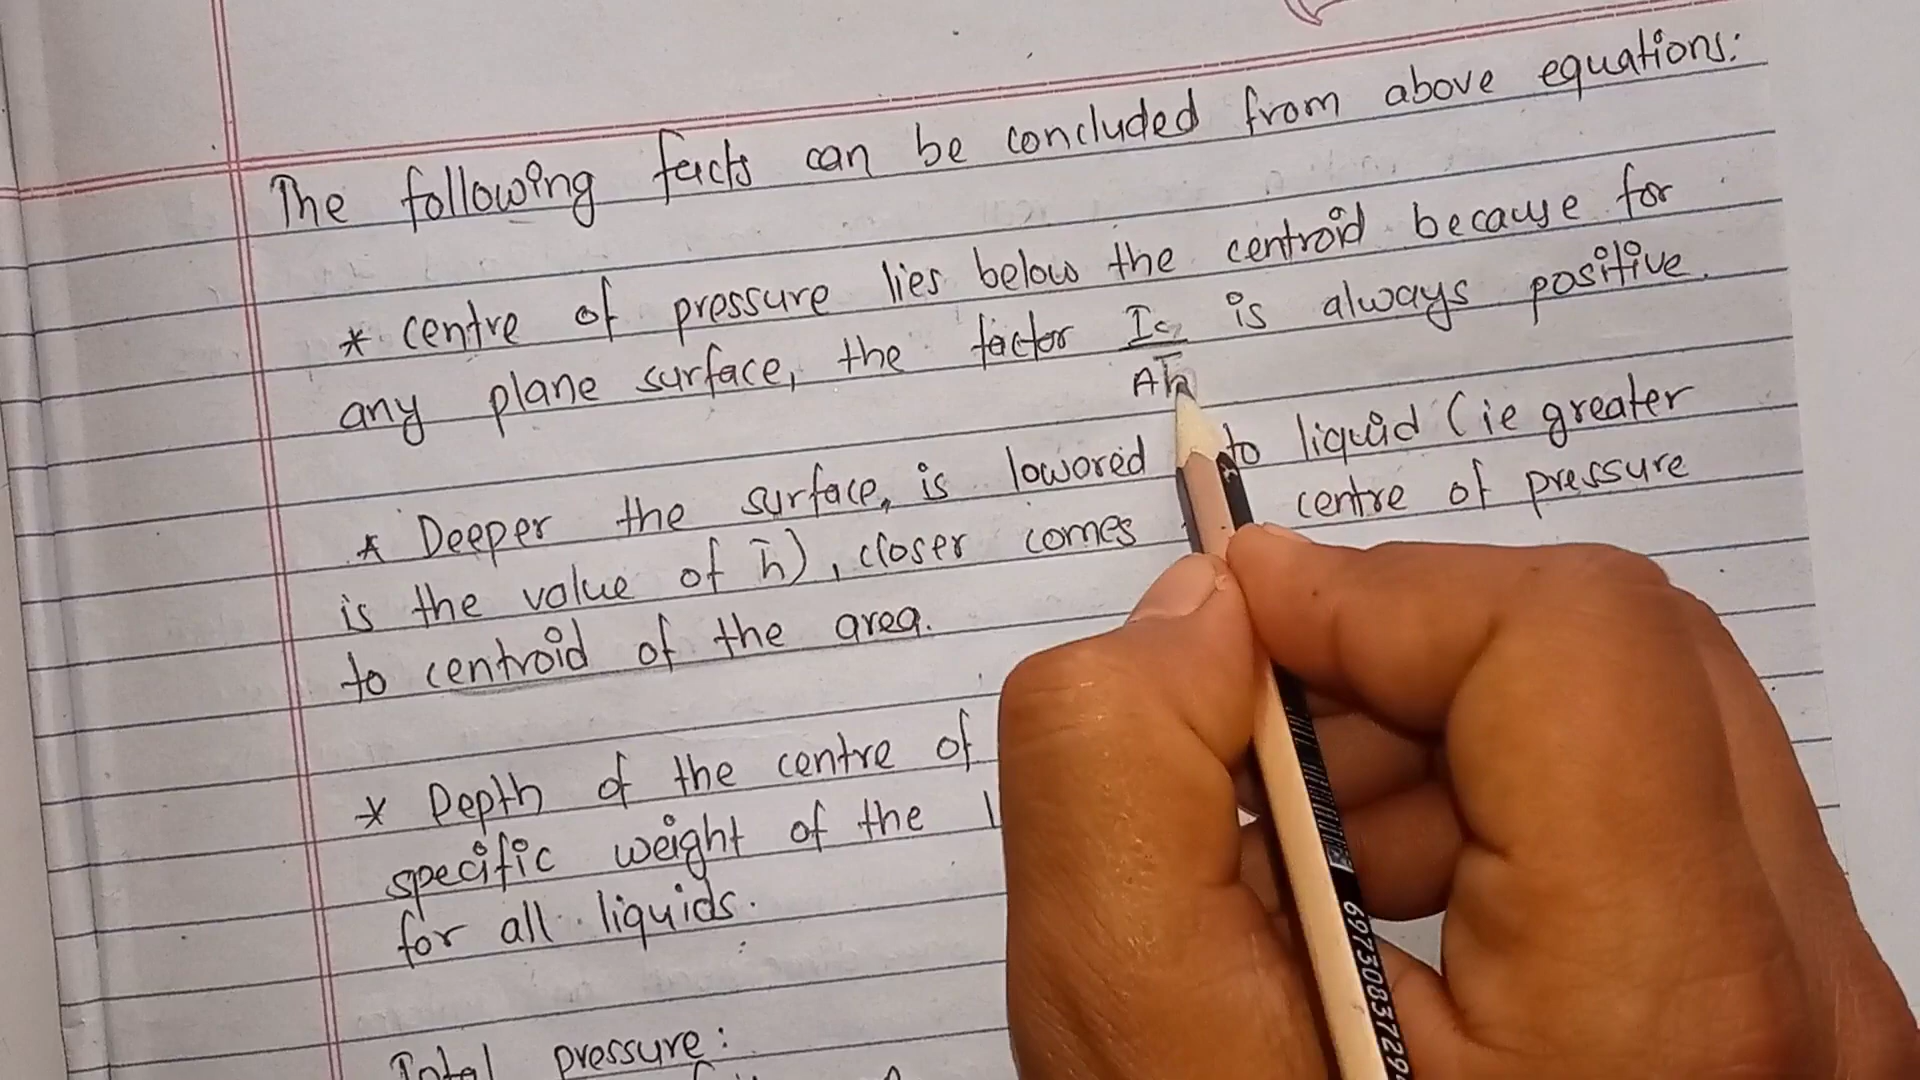 The following facts can be concluded from above equations:
* centre of pressure lies below the centroid because for
any plane surface, the factor Ic/Ah̄ is always positive.
* Deeper the surface, is lowored to liquid (ie greater
is the value of h̄), closer comes centre of pressure
to centroid of the area.
* Depth of the centre of
specific weight of the
for all liquids.
Total pressure:
69730837294